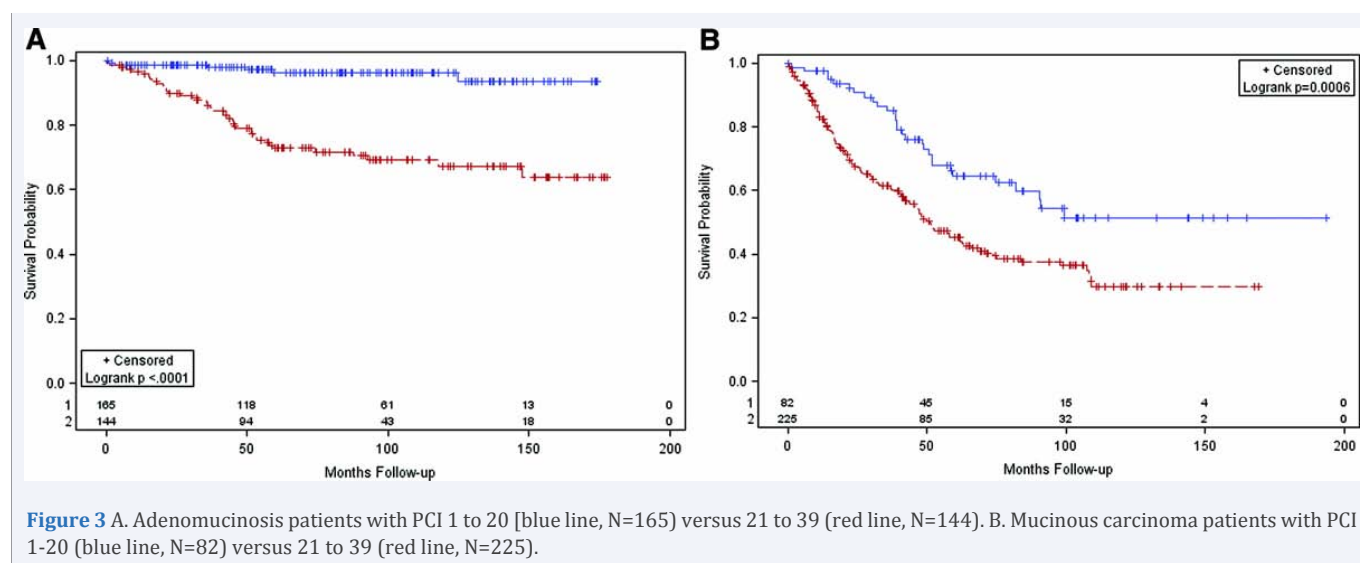 A
B
1.0
0.8
0.6
0.4
0.2
0.0
Survival Probability
+ Censored
Logrank p <.0001
1 165 118 61 13 0
2 144 94 43 18 0
0 50 100 150 200
Months Follow-up
1.0
0.8
0.6
0.4
0.2
0.0
Survival Probability
+ Censored
Logrank p=0.0006
1 82 45 15 4 0
2 225 85 32 2 0
0 50 100 150 200
Months Follow-up
Figure 3 A. Adenomucinosis patients with PCI 1 to 20 [blue line, N=165) versus 21 to 39 (red line, N=144). B. Mucinous carcinoma patients with PCI
1-20 (blue line, N=82) versus 21 to 39 (red line, N=225).